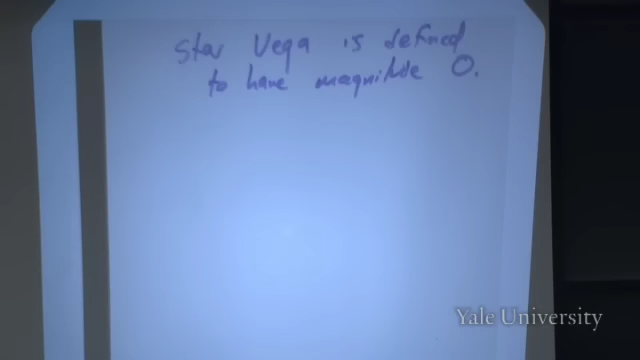 Star Vega is defined
to have magnitude 0.
Yale University